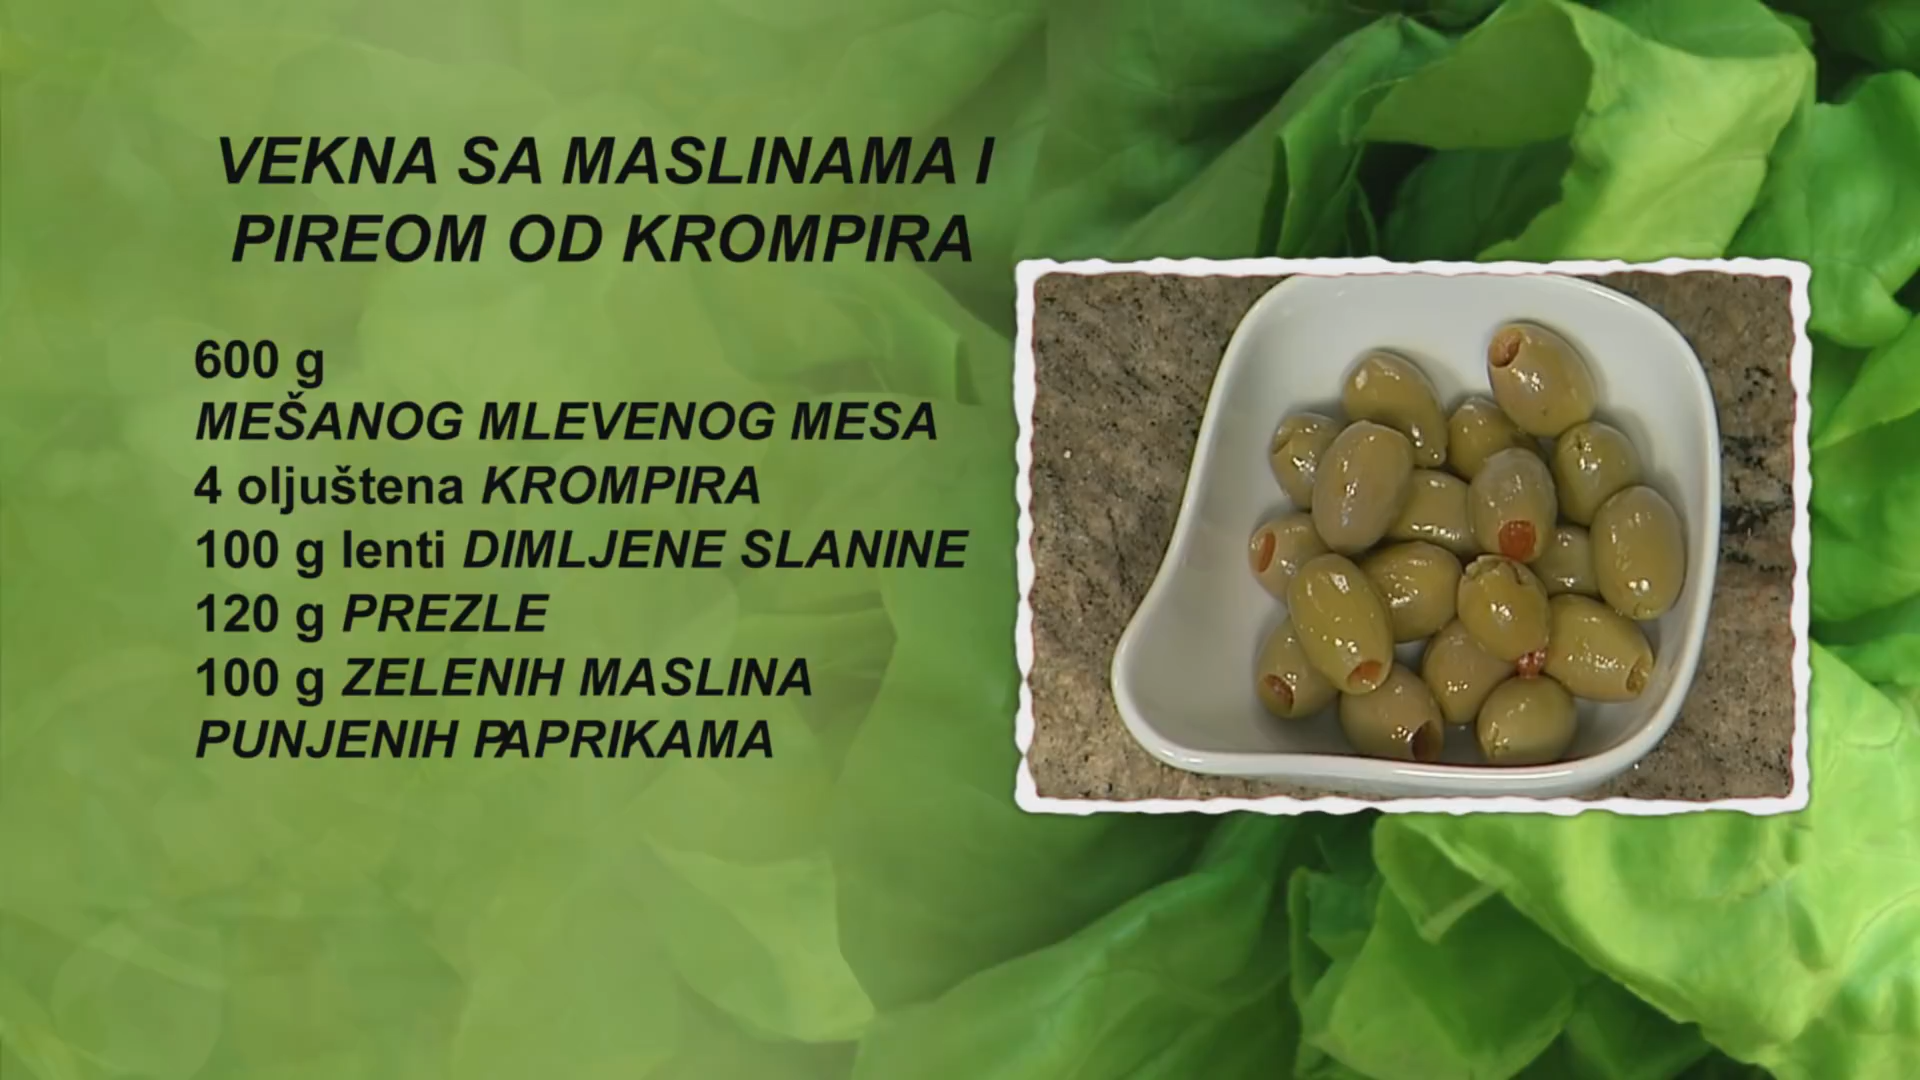 VEKNA SA MASLINAMA I
PIREOM OD KROMPIRA
600 g
MEŠANOG MLEVENOG MESA
4 oljuštena KROMPIRA
100 g lenti DIMLJENE SLANINE
120 g PREZLE
100 g ZELENIH MASLINA
PUNJENIH PAPRIKAMA